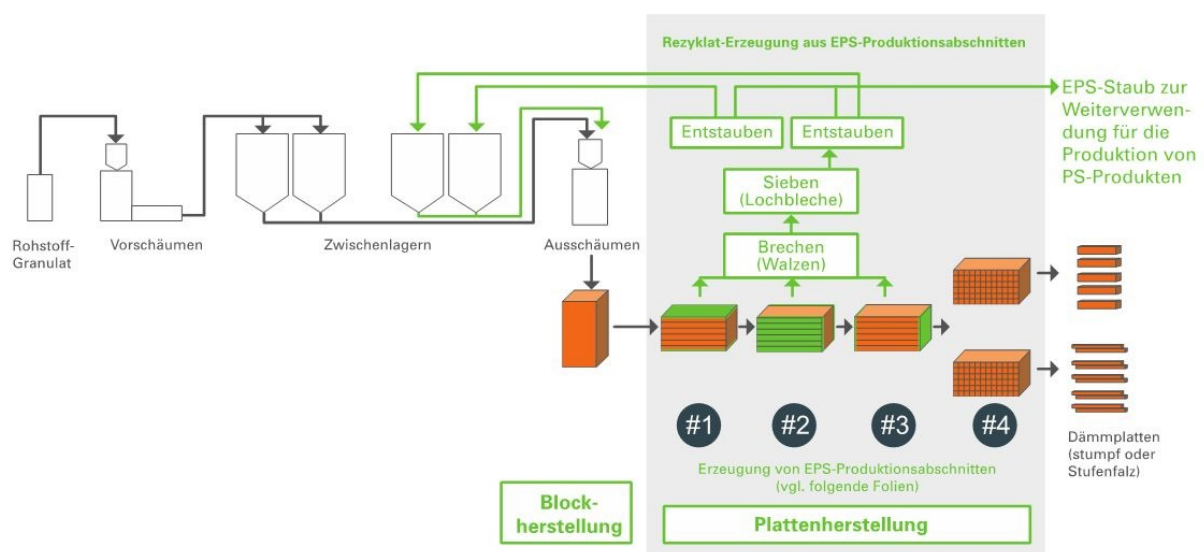 Rezyklat-Erzeugung aus EPS-Produktionsabschnitten
EPS-Staub zur
Weiterverwen-
dung für die
Produktion von
PS-Produkten
Entstauben
Entstauben
Sieben
(Lochbleche)
Brechen
(Walzen)
Rohstoff-
Granulat
Vorschäumen
Zwischenlagern
Ausschäumen
#1
#2
#3
#4
Dämmplatten
(stumpf oder
Stufenfalz)
Erzeugung von EPS-Produktionsabschnitten
(vgl. folgende Folien)
Block-
herstellung
Plattenherstellung